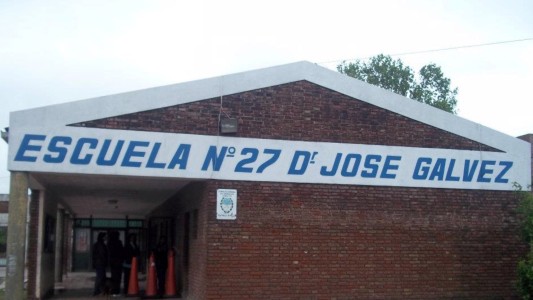 ESCUELA Nº27 Dr JOSE GALVEZ